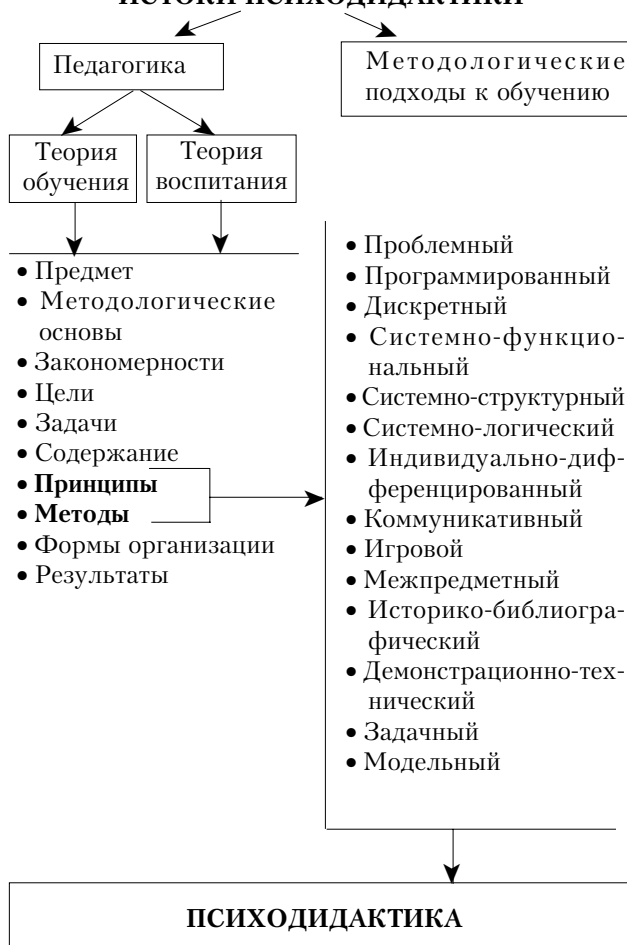 ИСТОКИ ПСИХОДИДАКТИКИ
Педагогика
Методологические
подходы к обучению
Теория
обучения
Теория
воспитания
• Предмет
• Методологические
основы
• Закономерности
• Цели
• Задачи
• Содержание
• Принципы
• Методы
• Формы организации
• Результаты
• Проблемный
• Программированный
• Дискретный
• Системно-функцио-
нальный
• Системно-структурный
• Системно-логический
• Индивидуально-диф-
ференцированный
• Коммуникативный
• Игровой
• Межпредметный
• Историко-библиогра-
фический
• Демонстрационно-тех-
нический
• Задачный
• Модельный
ПСИХОДИДАКТИКА